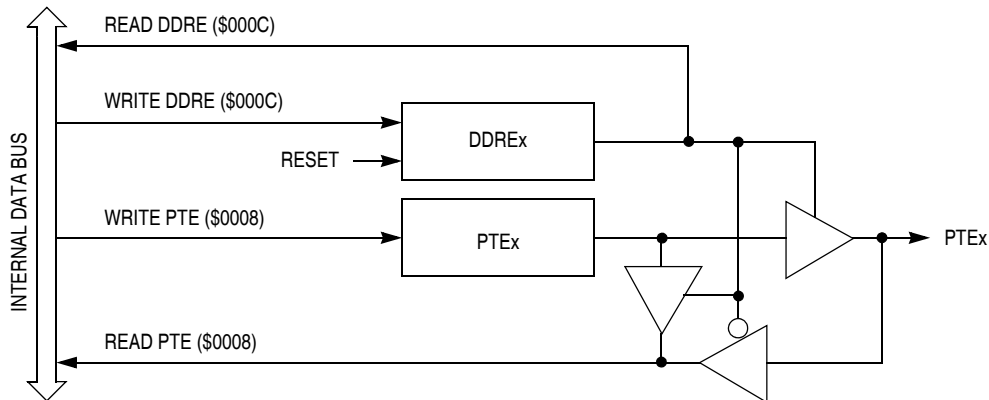 READ DDRE ($000C)
WRITE DDRE ($000C)
DDREx
RESET
INTERNAL DATA BUS
WRITE PTE ($0008)
PTEx
PTEx
READ PTE ($0008)